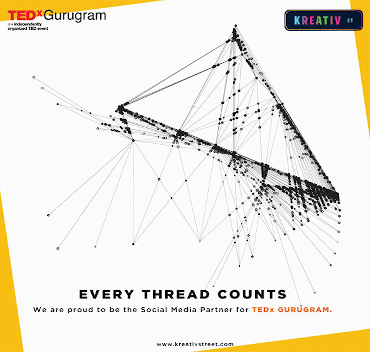 TEDxGurugram
x = independently
organized TED event
KREATIV ST
EVERY THREAD COUNTS
We are proud to be the Social Media Partner for TEDx GURUGRAM.
www.kreativstreet.com